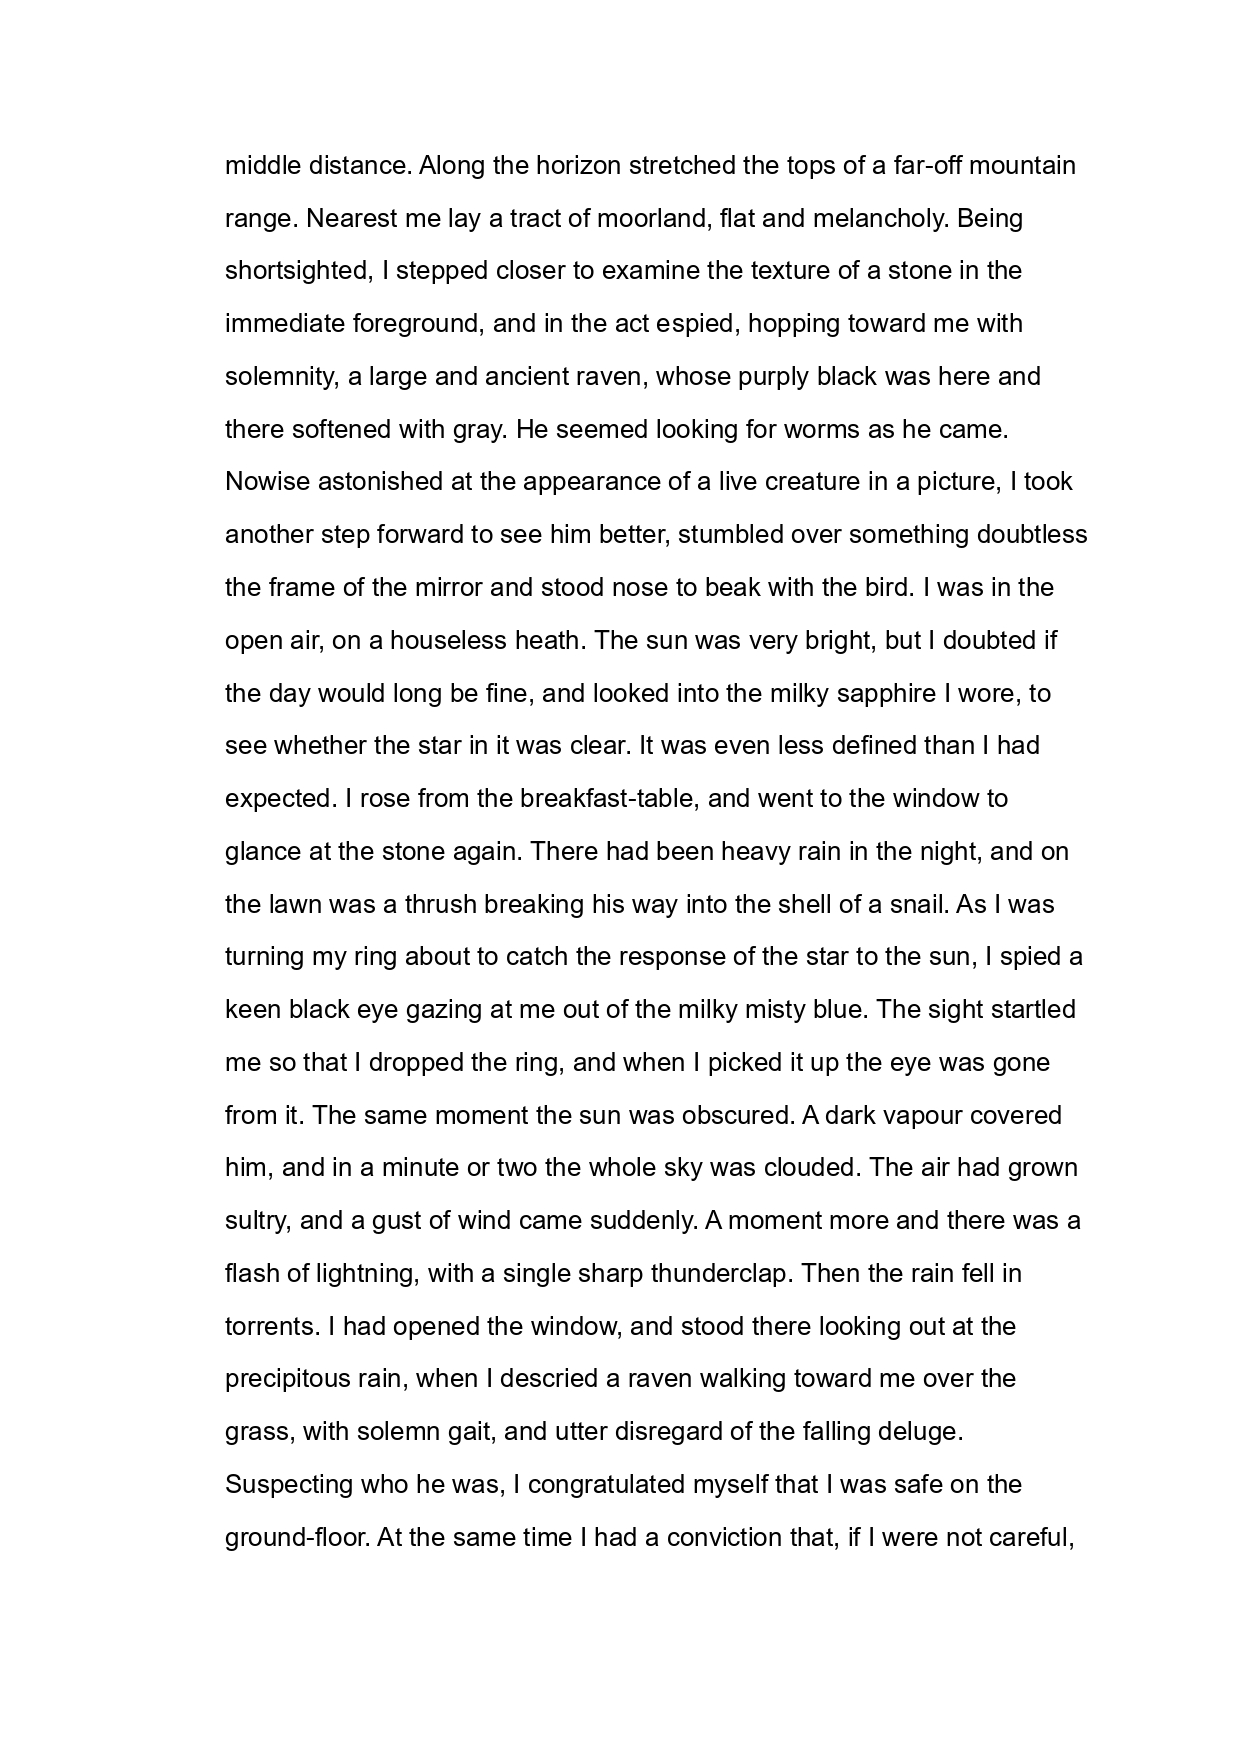 middle distance. Along the horizon stretched the tops of a far-off mountain
range. Nearest me lay a tract of moorland, flat and melancholy. Being
shortsighted, I stepped closer to examine the texture of a stone in the
immediate foreground, and in the act espied, hopping toward me with
solemnity, a large and ancient raven, whose purply black was here and
there softened with gray. He seemed looking for worms as he came.
Nowise astonished at the appearance of a live creature in a picture, I took
another step forward to see him better, stumbled over something doubtless
the frame of the mirror and stood nose to beak with the bird. I was in the
open air, on a houseless heath. The sun was very bright, but I doubted if
the day would long be fine, and looked into the milky sapphire I wore, to
see whether the star in it was clear. It was even less defined than I had
expected. I rose from the breakfast-table, and went to the window to
glance at the stone again. There had been heavy rain in the night, and on
the lawn was a thrush breaking his way into the shell of a snail. As I was
turning my ring about to catch the response of the star to the sun, I spied a
keen black eye gazing at me out of the milky misty blue. The sight startled
me so that I dropped the ring, and when I picked it up the eye was gone
from it. The same moment the sun was obscured. A dark vapour covered
him, and in a minute or two the whole sky was clouded. The air had grown
sultry, and a gust of wind came suddenly. A moment more and there was a
flash of lightning, with a single sharp thunderclap. Then the rain fell in
torrents. I had opened the window, and stood there looking out at the
precipitous rain, when I descried a raven walking toward me over the
grass, with solemn gait, and utter disregard of the falling deluge.
Suspecting who he was, I congratulated myself that I was safe on the
ground-floor. At the same time I had a conviction that, if I were not careful,